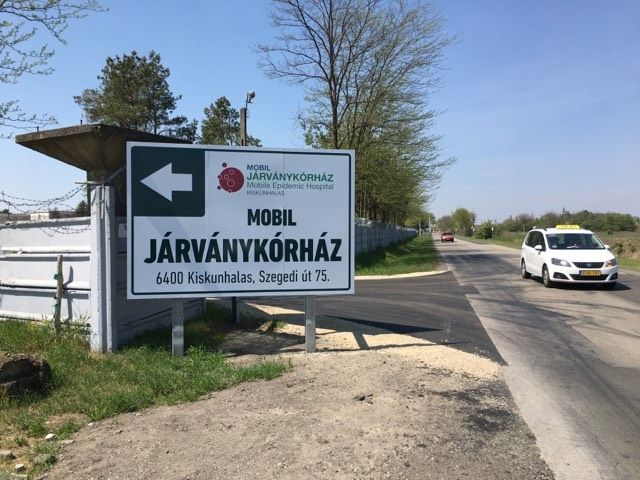 MOBIL
JÁRVÁNYKÓRHÁZ
Mobile Epidemic Hospital
KISKUNHALAS
MOBIL
JÁRVÁNYKÓRHÁZ
6400 Kiskunhalas, Szegedi út 75.